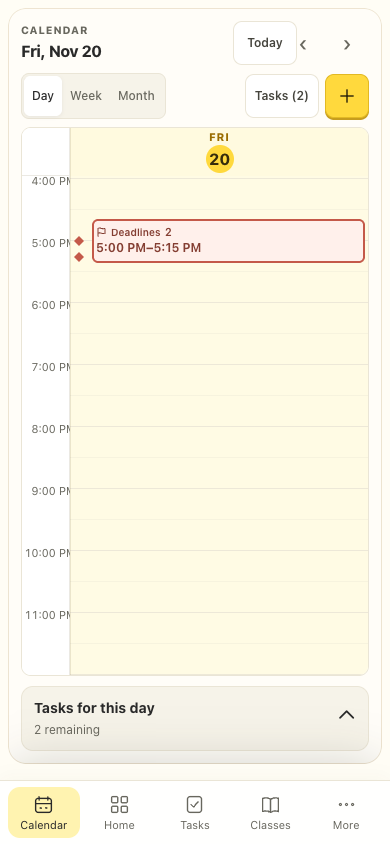 CALENDAR
Fri, Nov 20
Today
Day Week Month
Tasks (2)
FRI
20
4:00 PM
Deadlines 2
5:00 PM
5:00 PM–5:15 PM
6:00 PM
7:00 PM
8:00 PM
9:00 PM
10:00 PM
11:00 PM
Tasks for this day
2 remaining
Calendar Home Tasks Classes More